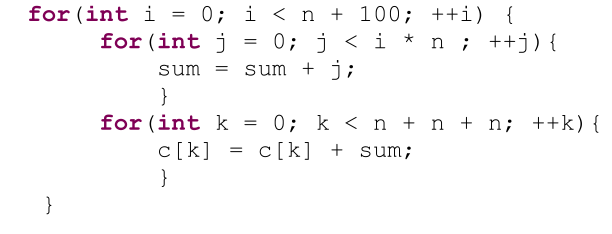 for(int i = 0; i < n + 100; ++i) {
for(int j = 0; j < i * n ; ++j){
sum = sum + j;
}
for(int k = 0; k < n + n + n; ++k){
c[k] = c[k] + sum;
}
}